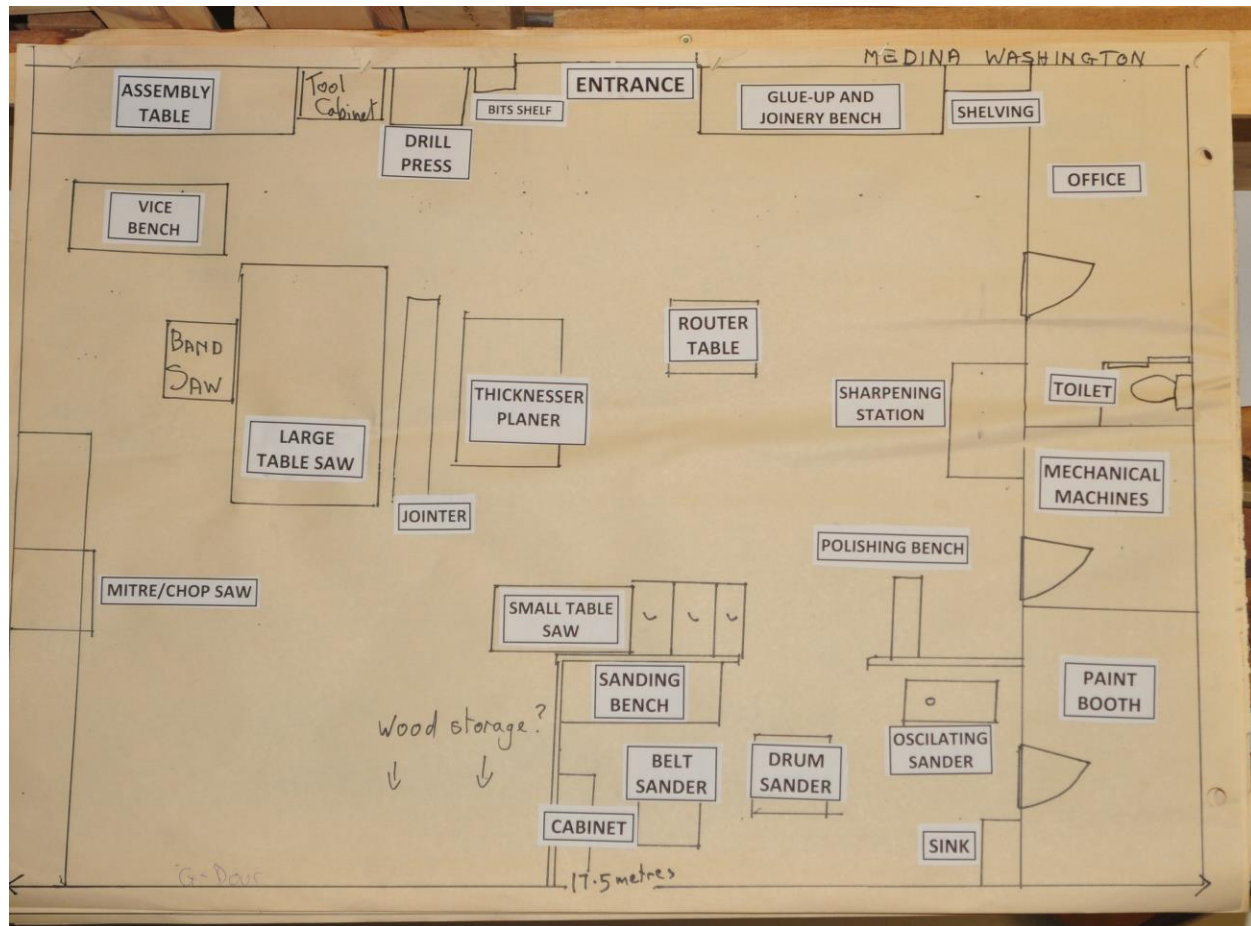 MEDINA WASHINGTON
ASSEMBLY
TABLE
Tool
Cabinet
DRILL
PRESS
BITS SHELF
ENTRANCE
GLUE-UP AND
JOINERY BENCH
SHELVING
OFFICE
VICE
BENCH
BAND
SAW
LARGE
TABLE SAW
JOINTER
THICKNESSER
PLANER
ROUTER
TABLE
SHARPENING
STATION
TOILET
MECHANICAL
MACHINES
MITRE/CHOP SAW
SMALL TABLE
SAW
POLISHING BENCH
SANDING
BENCH
PAINT
BOOTH
Wood storage?
BELT
SANDER
DRUM
SANDER
OSCILATING
SANDER
CABINET
SINK
G-Door
17.5 metres